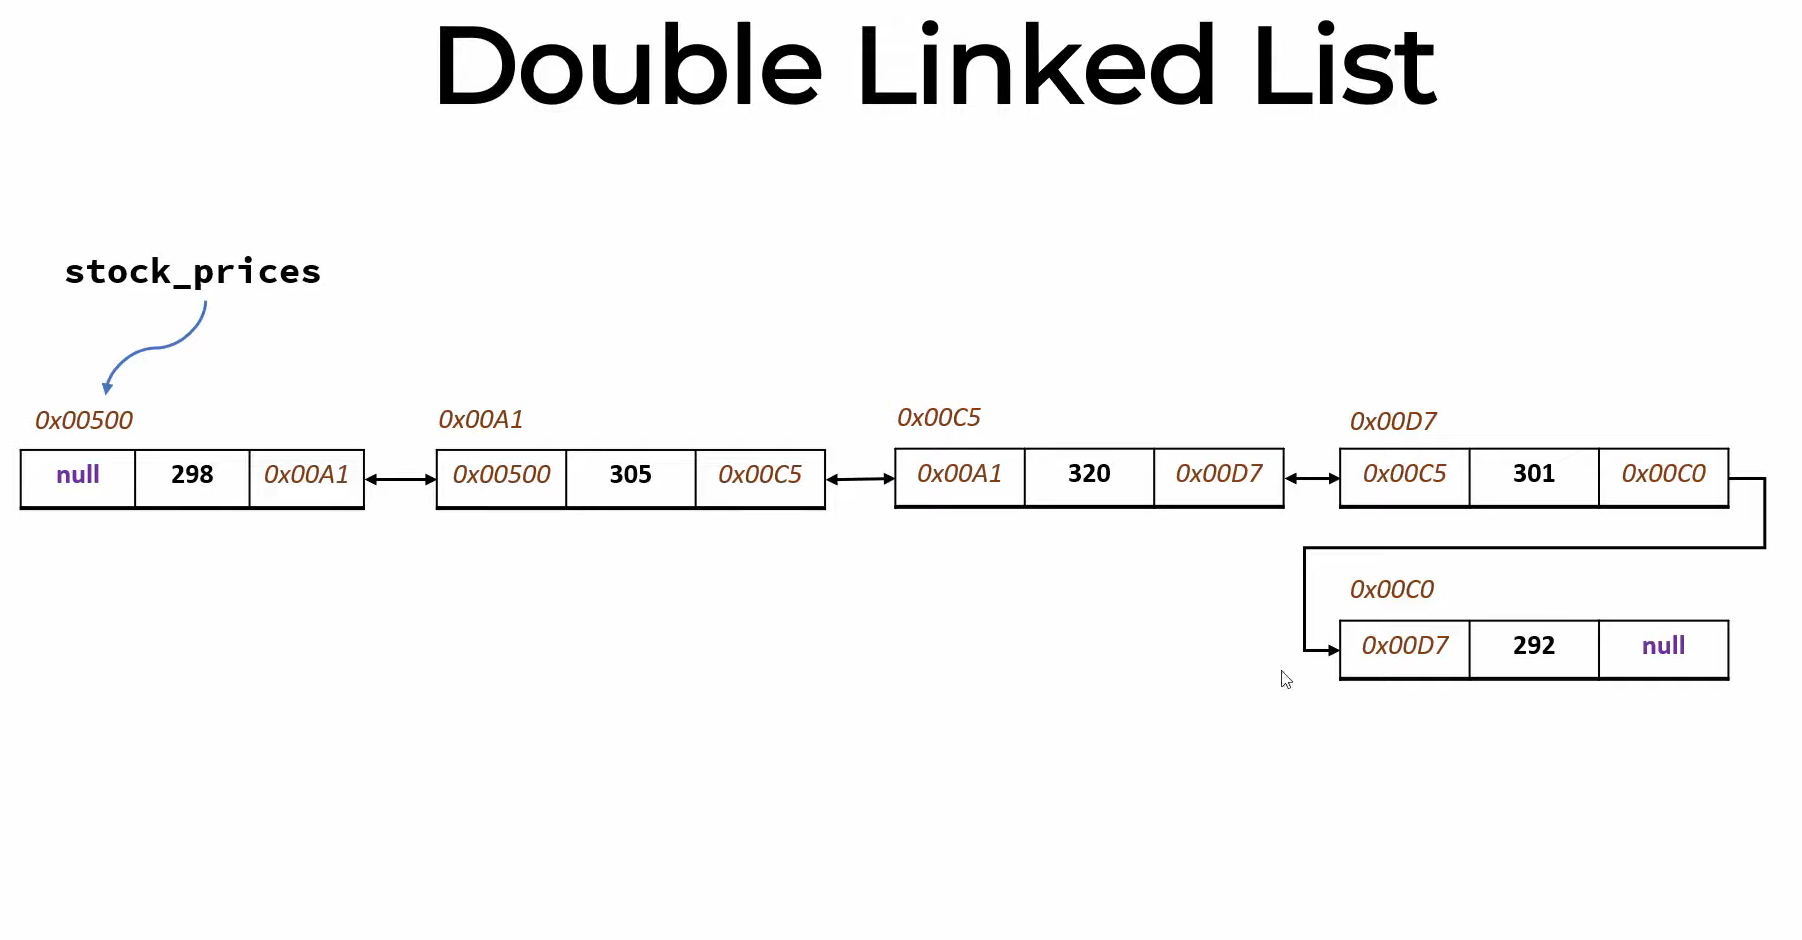 Double Linked List
stock_prices
0x00500
0x00A1
0x00C5
0x00D7
null 298 0x00A1
0x00500 305 0x00C5
0x00A1 320 0x00D7
0x00C5 301 0x00C0
0x00C0
0x00D7 292 null